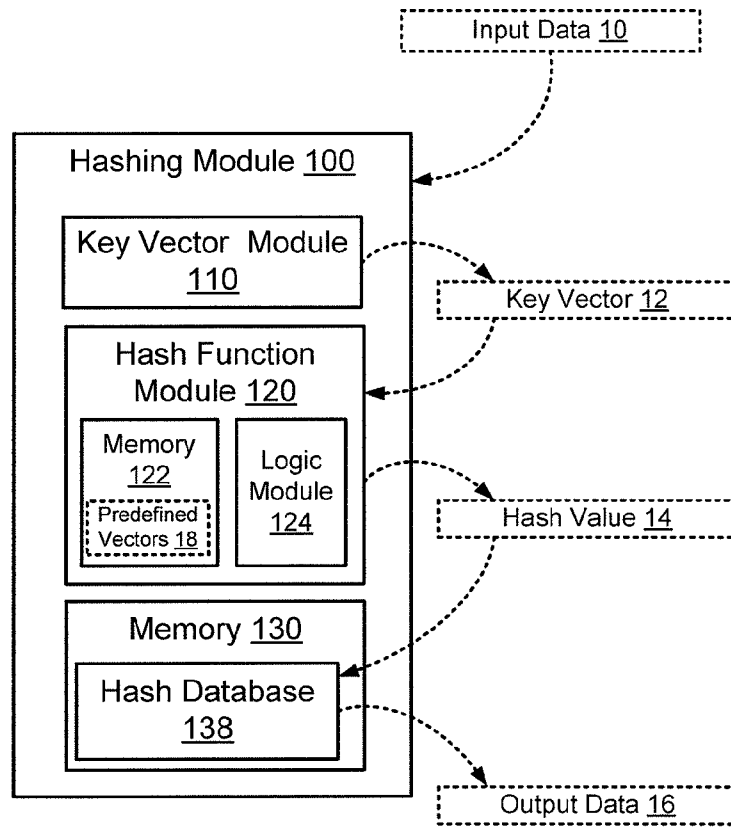 Input Data 10
Hashing Module 100
Key Vector Module
110
Key Vector 12
Hash Function
Module 120
Memory
122
Predefined
Vectors 18
Logic
Module
124
Hash Value 14
Memory 130
Hash Database
138
Output Data 16